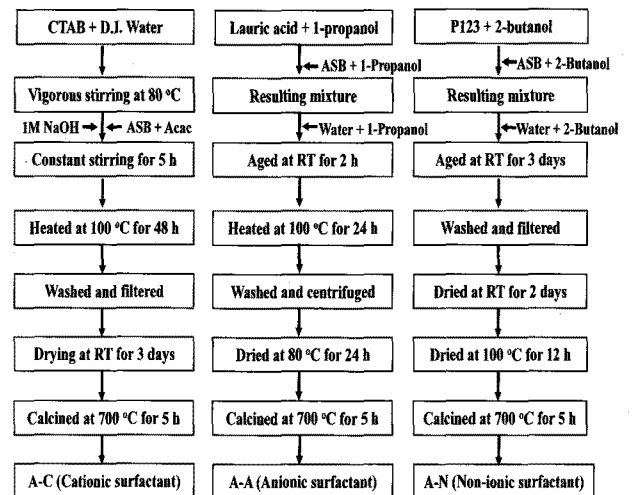 CTAB + D.J. Water
Vigorous stirring at 80 °C
1M NaOH
ASB + Acac
Constant stirring for 5 h
Heated at 100 °C for 48 h
Washed and filtered
Drying at RT for 3 days
Calcined at 700 °C for 5 h
A-C (Cationic surfactant)
Lauric acid + 1-propanol
ASB + 1-Propanol
Resulting mixture
Water + 1-Propanol
Aged at RT for 2 h
Heated at 100 °C for 24 h
Washed and centrifuged
Dried at 80 °C for 24 h
Calcined at 700 °C for 5 h
A-A (Anionic surfactant)
P123 + 2-butanol
ASB + 2-Butanol
Resulting mixture
Water + 2-Butanol
Aged at RT for 3 days
Washed and filtered
Dried at RT for 2 days
Dried at 100 °C for 12 h
Calcined at 700 °C for 5 h
A-N (Non-ionic surfactant)